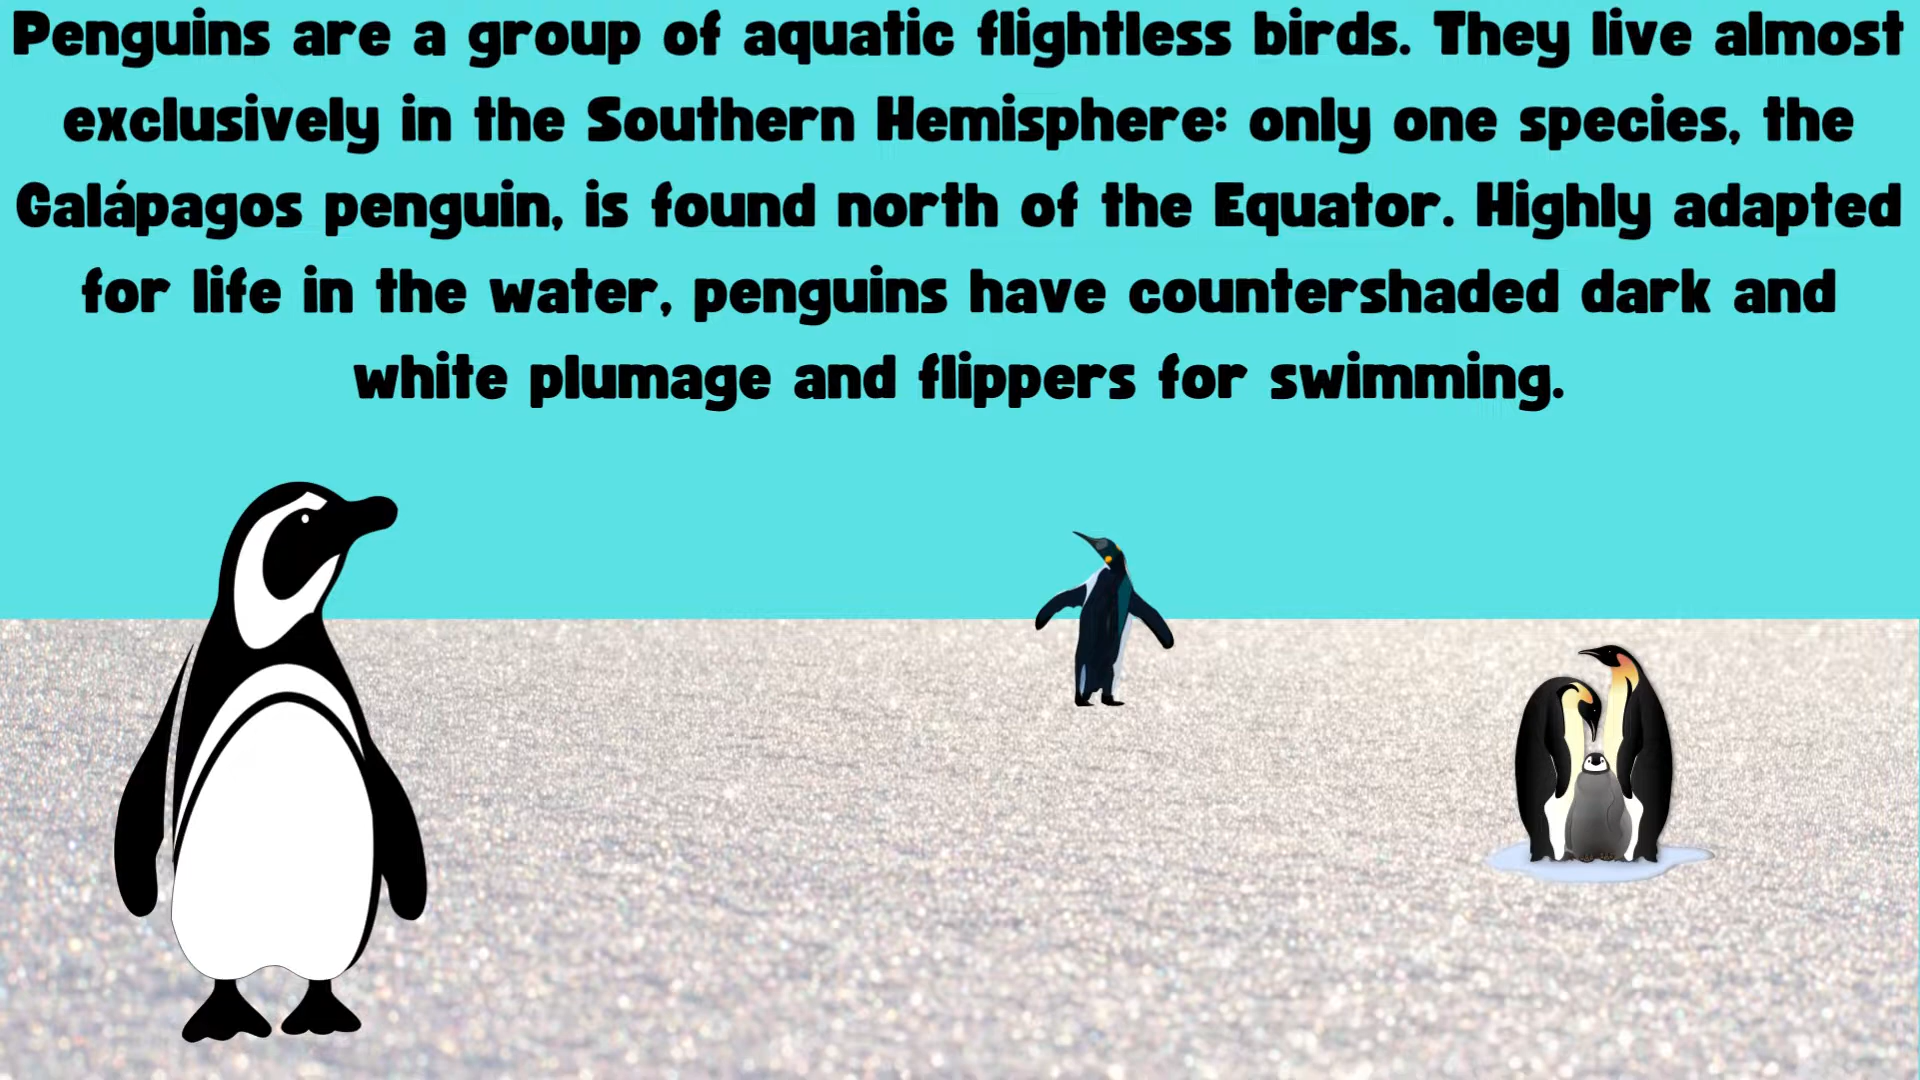 Penguins are a group of aquatic flightless birds. They live almost
exclusively in the Southern Hemisphere: only one species, the
Galápagos penguin, is found north of the Equator. Highly adapted
for life in the water, penguins have countershaded dark and
white plumage and flippers for swimming.